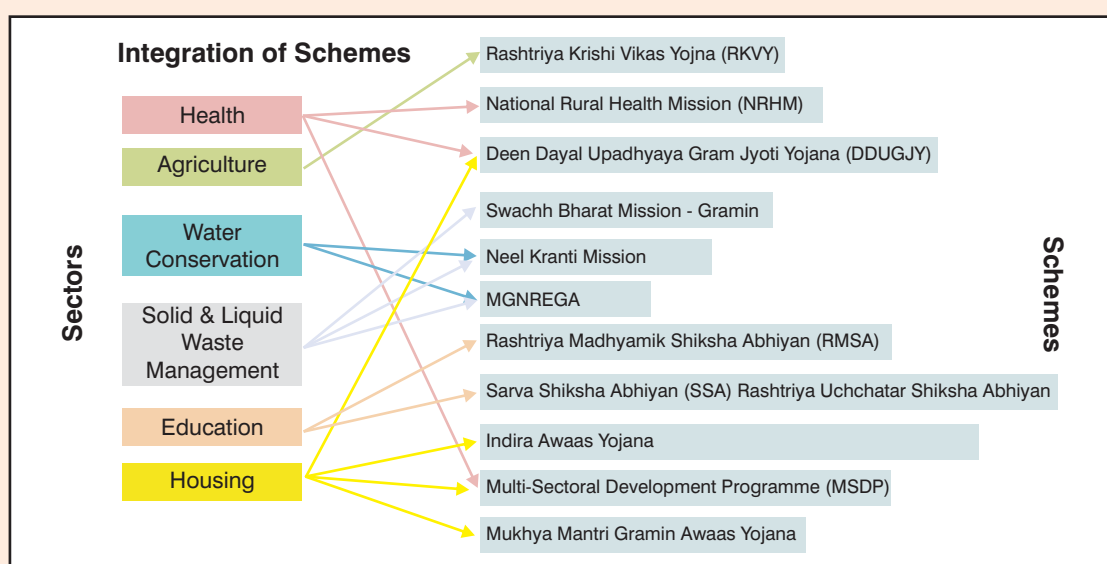 Integration of Schemes
Sectors
Health
Agriculture
Water
Conservation
Solid & Liquid
Waste
Management
Education
Housing
Rashtriya Krishi Vikas Yojna (RKVY)
National Rural Health Mission (NRHM)
Deen Dayal Upadhyaya Gram Jyoti Yojana (DDUGJY)
Swachh Bharat Mission - Gramin
Neel Kranti Mission
MGNREGA
Rashtriya Madhyamik Shiksha Abhiyan (RMSA)
Sarva Shiksha Abhiyan (SSA) Rashtriya Uchchatar Shiksha Abhiyan
Indira Awaas Yojana
Multi-Sectoral Development Programme (MSDP)
Mukhya Mantri Gramin Awaas Yojana
Schemes